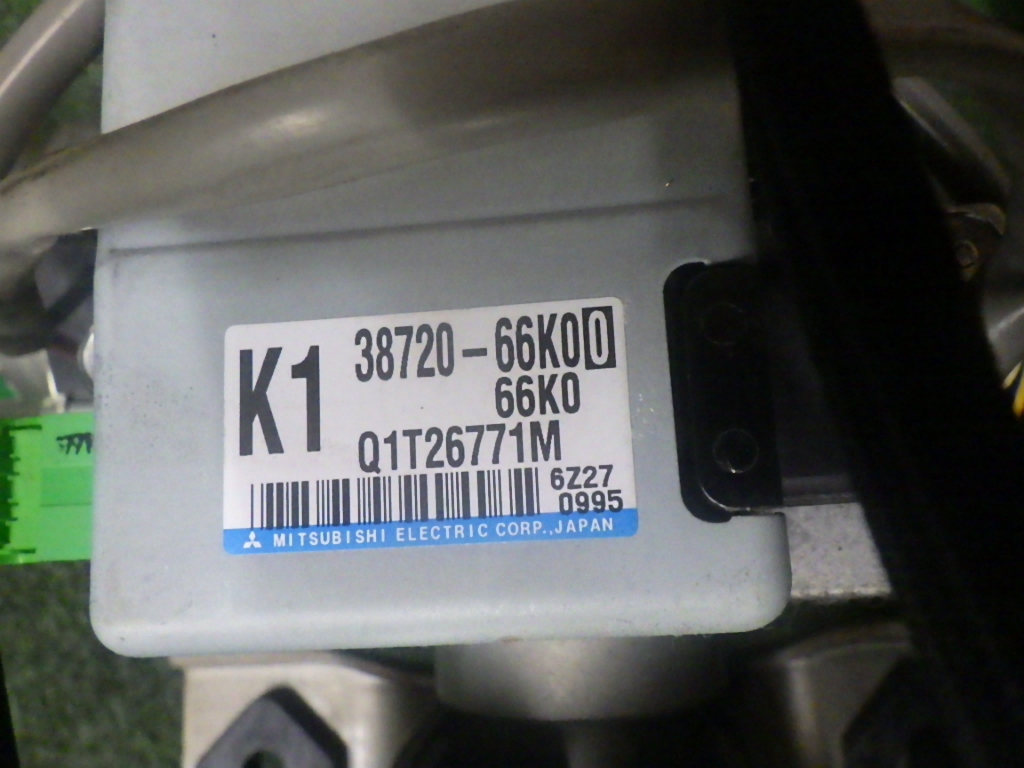 K1
38720-66K00
66K0
Q1T26771M
6Z27
0995
MITSUBISHI ELECTRIC CORP.,JAPAN